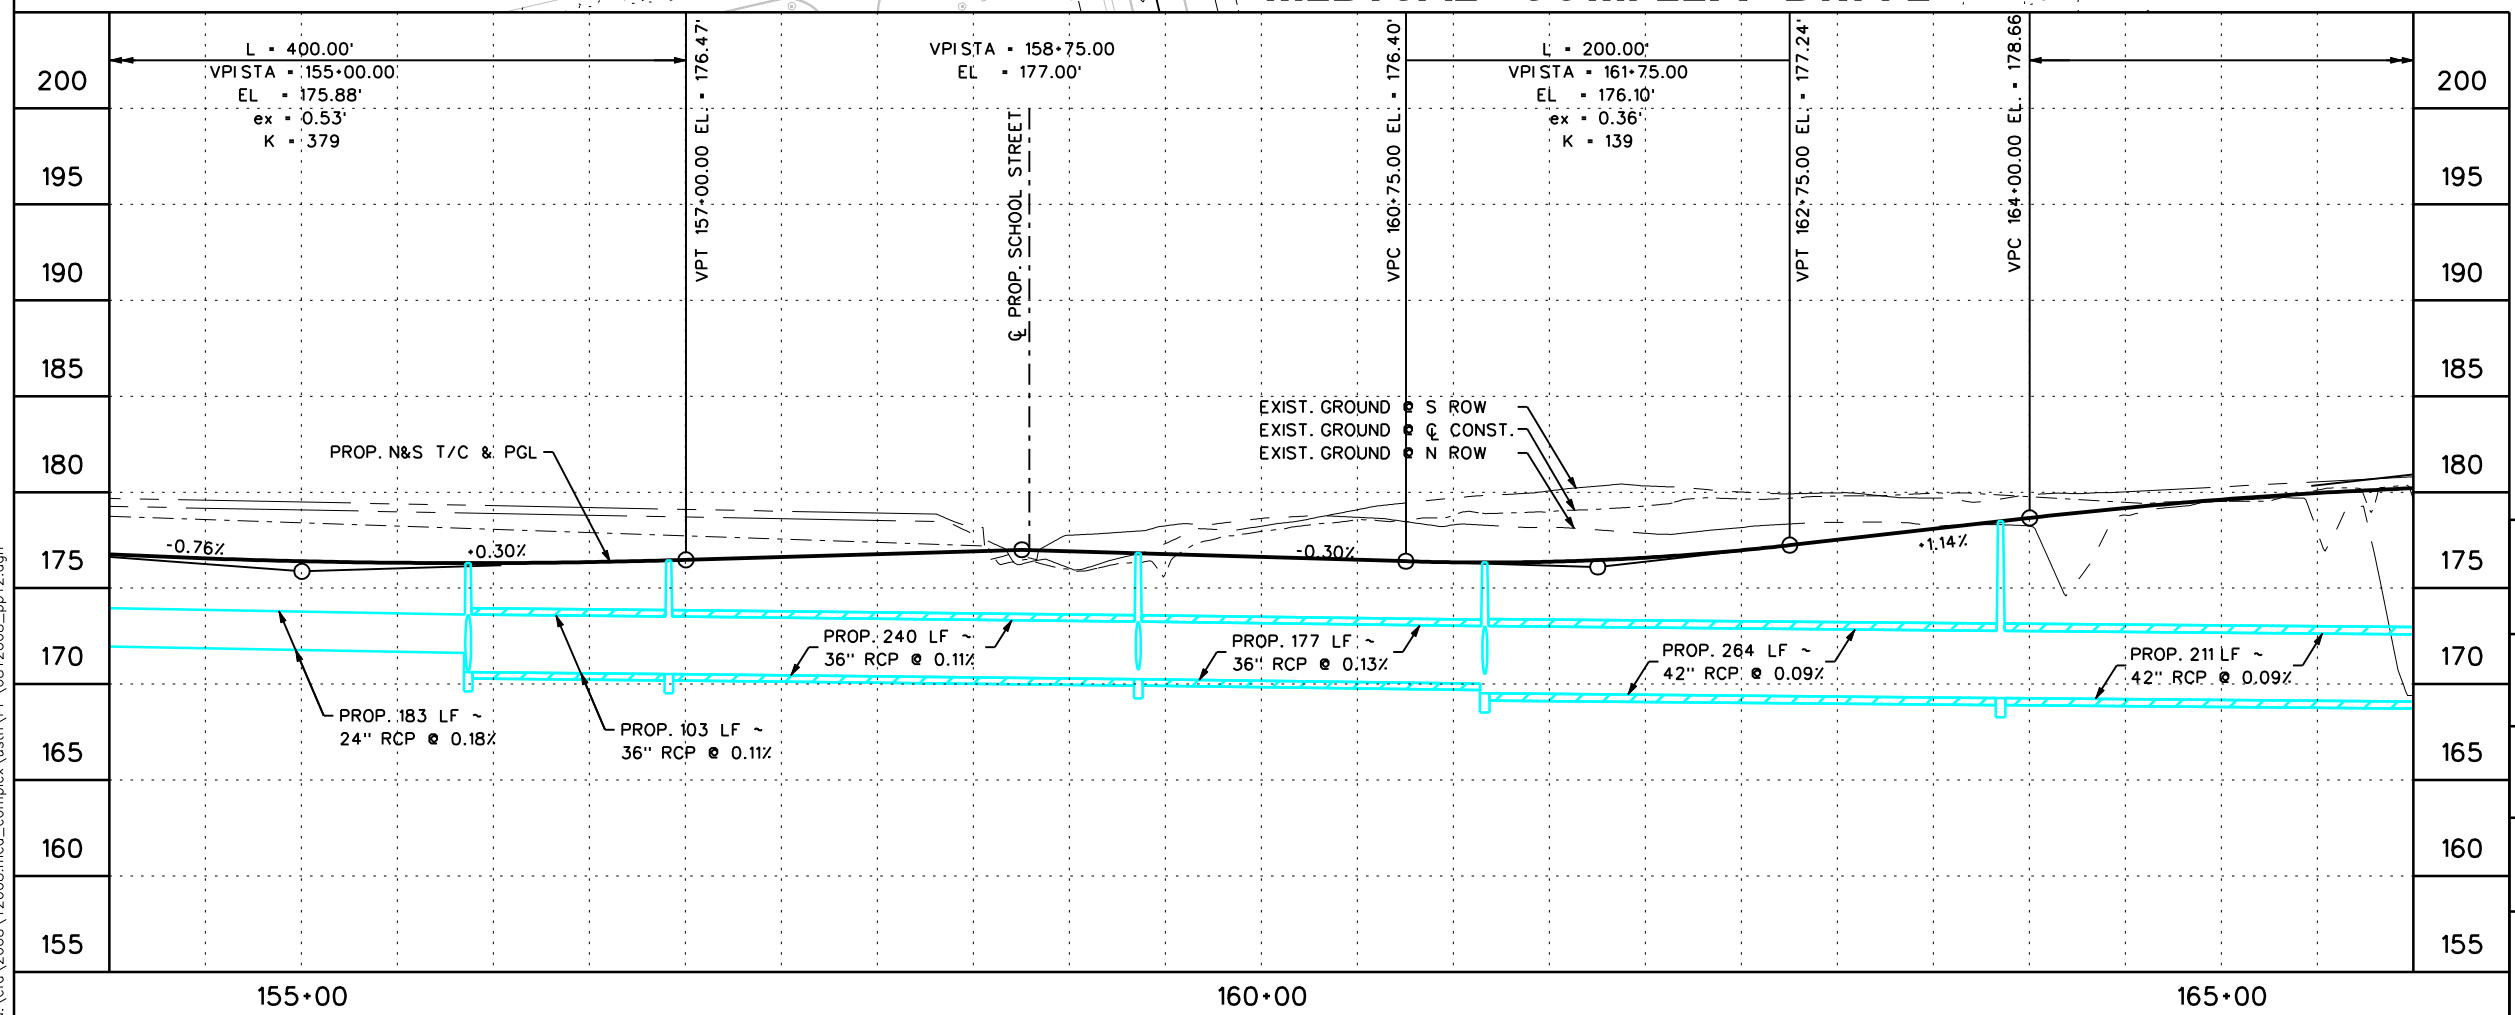 L = 400.00'
VPI STA = 155+00.00
EL = 175.88'
ex = 0.53'
K = 379
VPT 157+00.00 EL. = 176.47'
VPI STA = 158+75.00
EL = 177.00'
℄ PROP. SCHOOL STREET
VPC 160+75.00 EL. = 176.40'
L = 200.00'
VPI STA = 161+75.00
EL = 176.10'
ex = 0.36'
K = 139
VPT 162+75.00 EL. = 177.24'
VPC 164+00.00 EL. = 178.66
200
200
195
195
190
190
185
185
180
180
175
175
170
170
165
165
160
160
155
155
EXIST. GROUND @ S ROW
EXIST. GROUND @ ℄ CONST.
EXIST. GROUND @ N ROW
PROP. N&S T/C & PGL
-0.76%
+0.30%
-0.30%
+1.14%
PROP. 183 LF ~
24" RCP @ 0.18%
PROP. 103 LF ~
36" RCP @ 0.11%
PROP. 240 LF ~
36" RCP @ 0.11%
PROP. 177 LF ~
36" RCP @ 0.13%
PROP. 264 LF ~
42" RCP @ 0.09%
PROP. 211 LF ~
42" RCP @ 0.09%
155+00
160+00
165+00